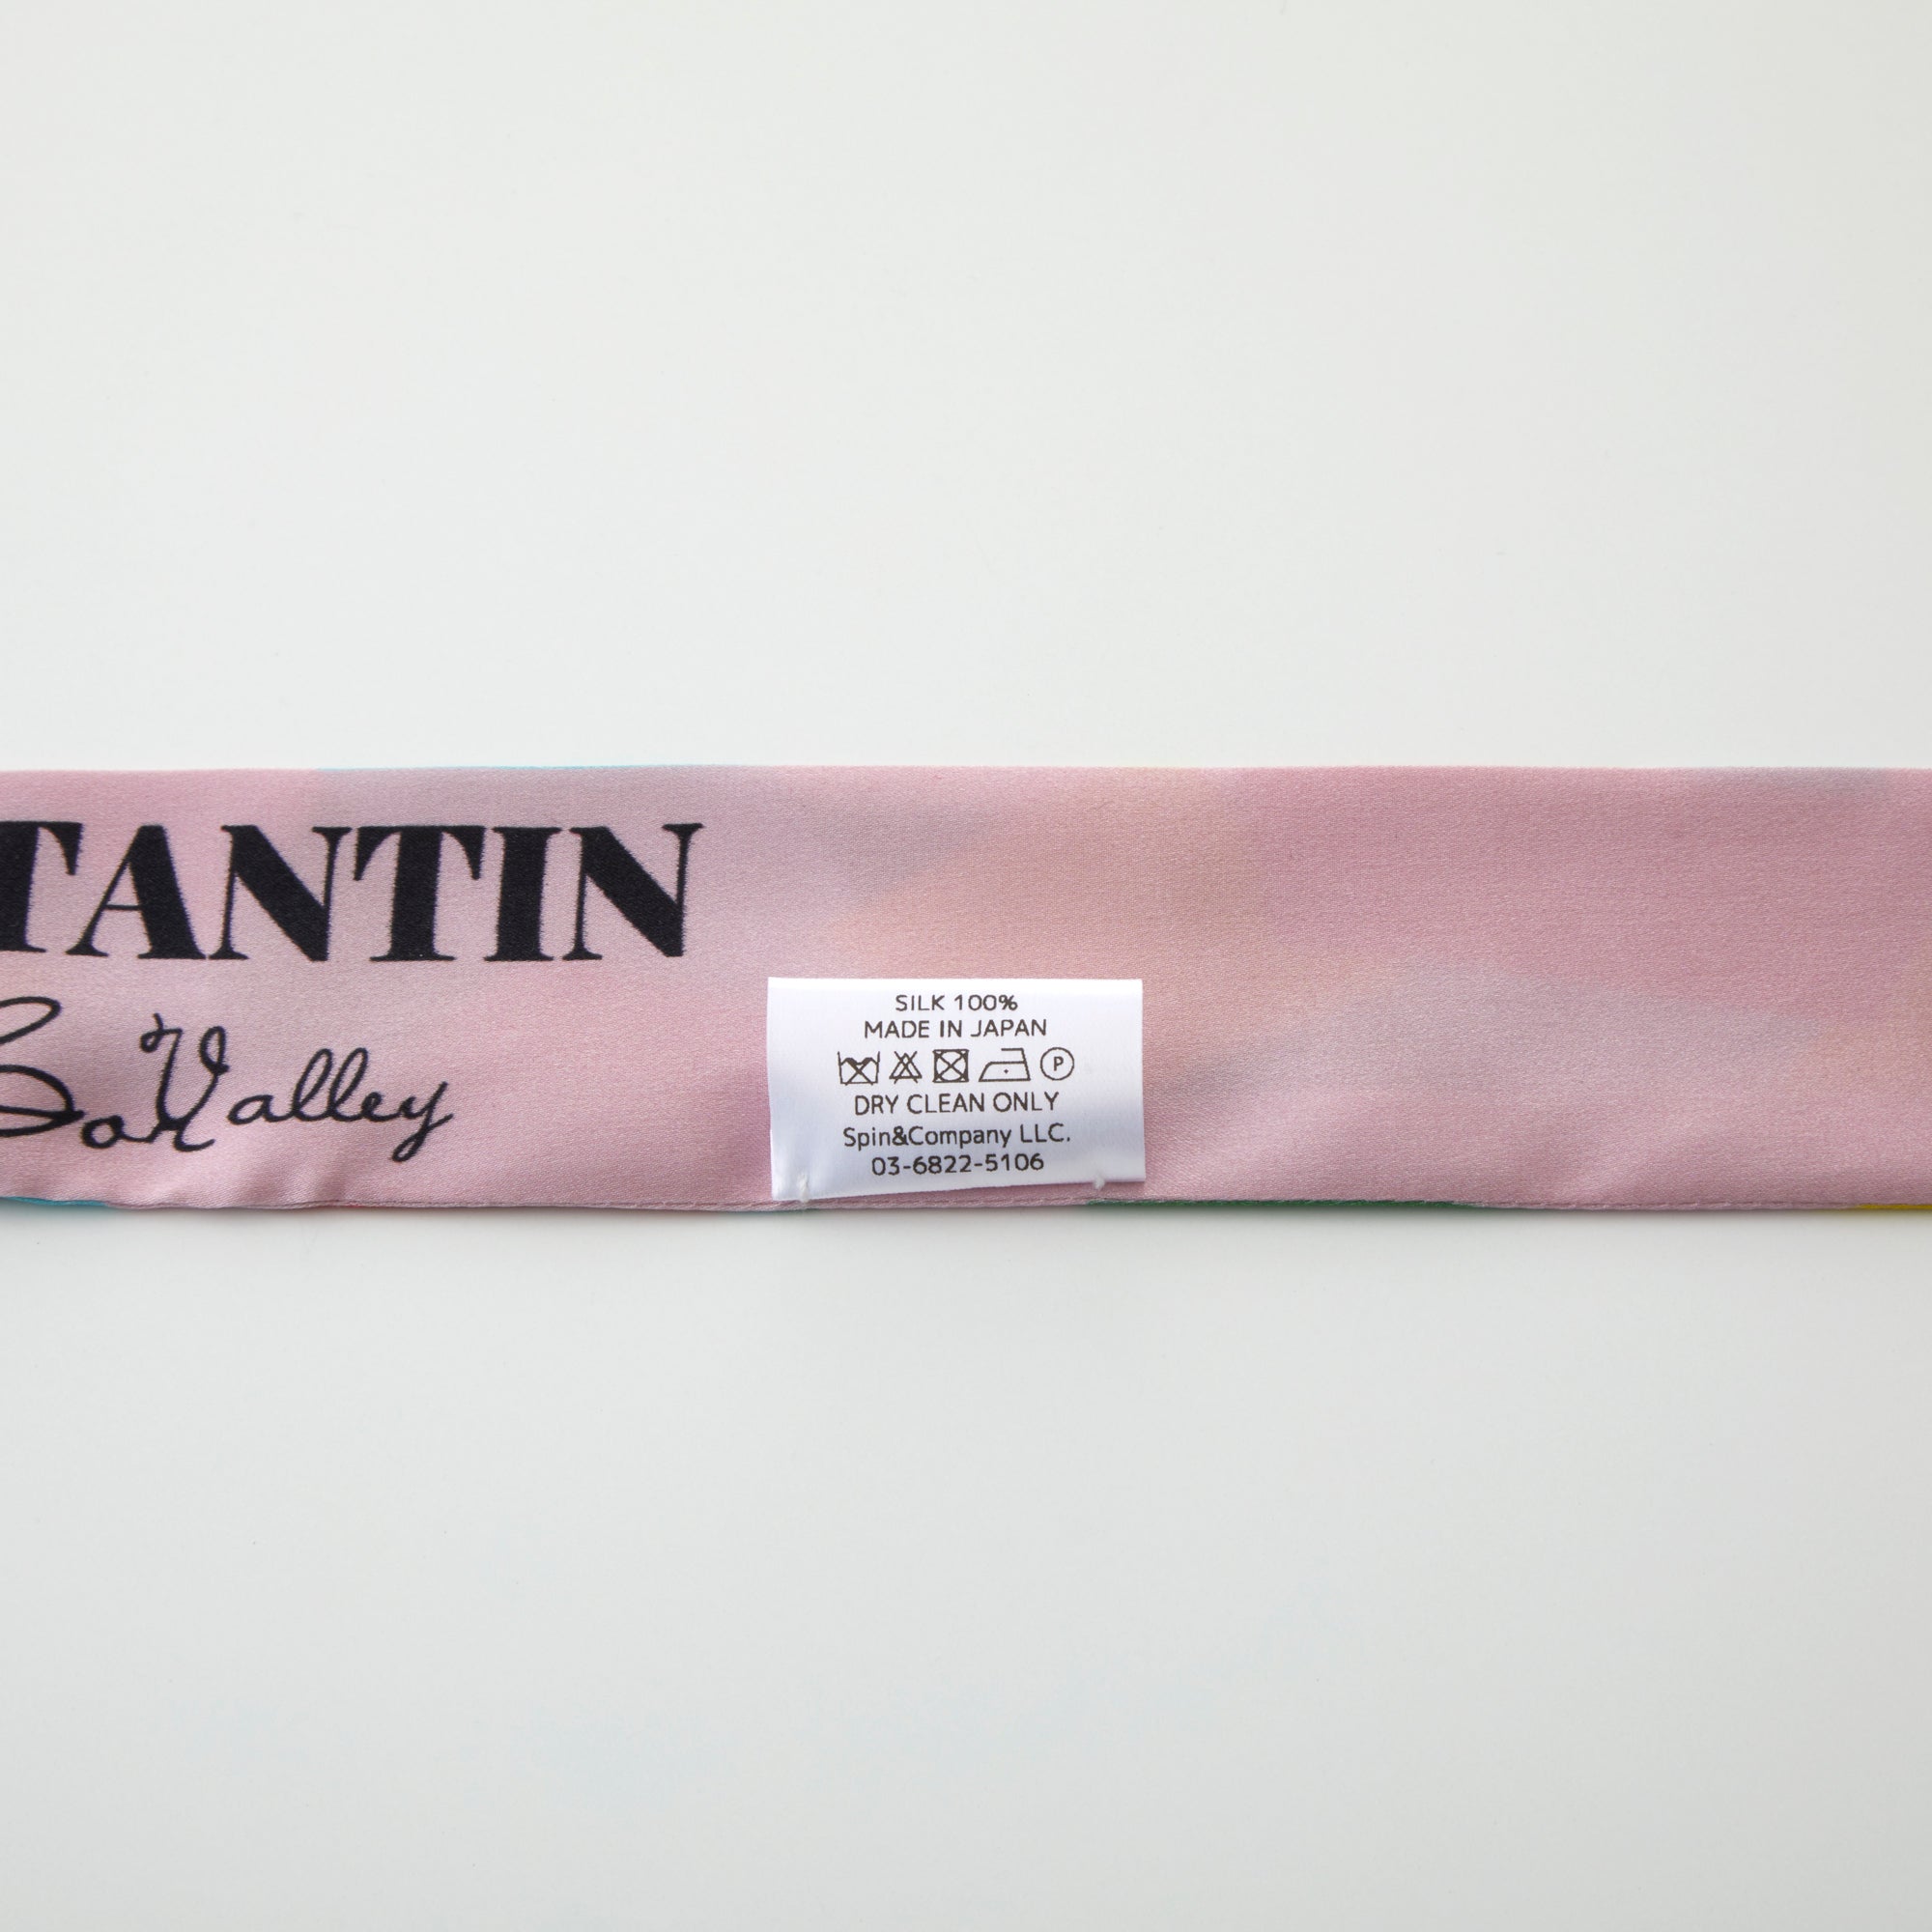 TANTIN
Valley
SILK 100%
MADE IN JAPAN
P
DRY CLEAN ONLY
Spin&Company LLC.
03-6822-5106